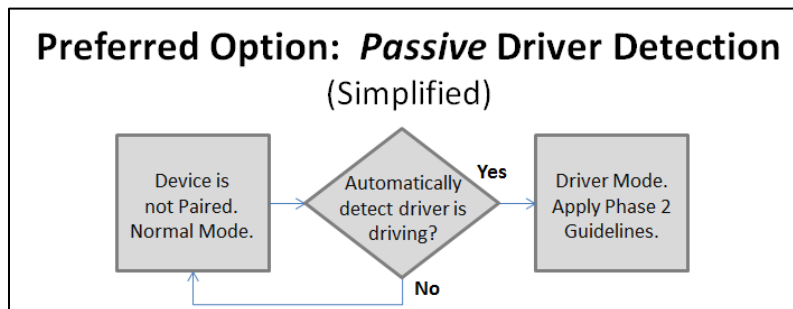 Preferred Option: Passive Driver Detection
(Simplified)
Device is
not Paired.
Normal Mode.
Automatically
detect driver is
driving?
Yes
No
Driver Mode.
Apply Phase 2
Guidelines.